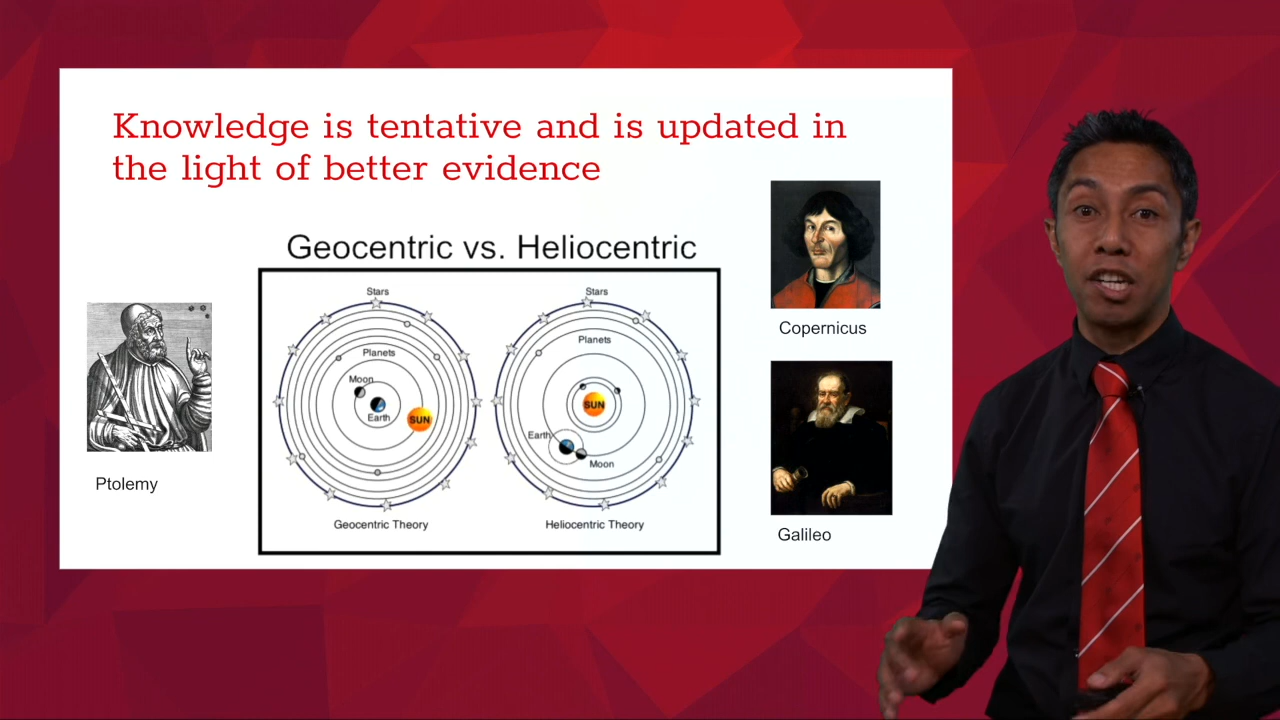 Knowledge is tentative and is updated in
the light of better evidence
Geocentric vs. Heliocentric
Stars
Planets
Moon
Earth
SUN
Geocentric Theory
Stars
Planets
SUN
Earth
Moon
Heliocentric Theory
Ptolemy
Copernicus
Galileo